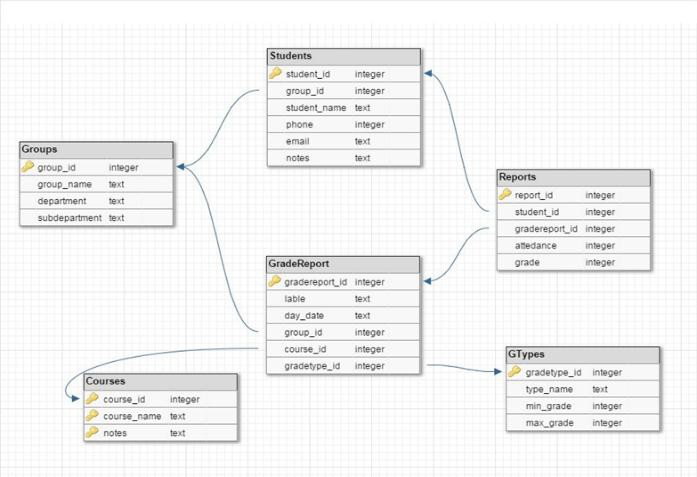 Students
student_id integer
group_id integer
student_name text
phone integer
email text
notes text
Groups
group_id integer
group_name text
department text
subdepartment text
Reports
report_id integer
student_id integer
gradereport_id integer
attedance integer
grade integer
GradeReport
gradereport_id integer
lable text
day_date text
group_id integer
course_id integer
gradetype_id integer
GTypes
gradetype_id integer
type_name text
min_grade integer
max_grade integer
Courses
course_id integer
course_name text
notes text